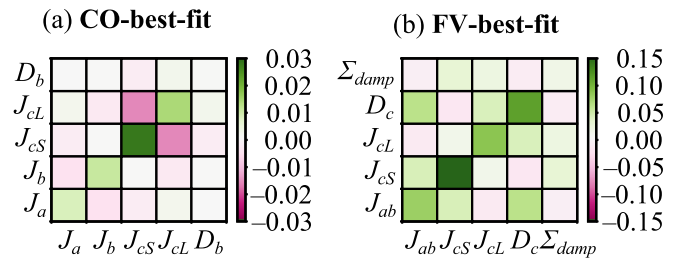 (a) CO-best-fit
D_b
J_cL
J_cS
J_b
J_a
J_a J_b J_cS J_cL D_b
0.03
0.02
0.01
0.00
−0.01
−0.02
−0.03
(b) FV-best-fit
Σ_damp
D_c
J_cL
J_cS
J_ab
J_ab J_cS J_cL D_c Σ_damp
0.15
0.10
0.05
0.00
−0.05
−0.10
−0.15